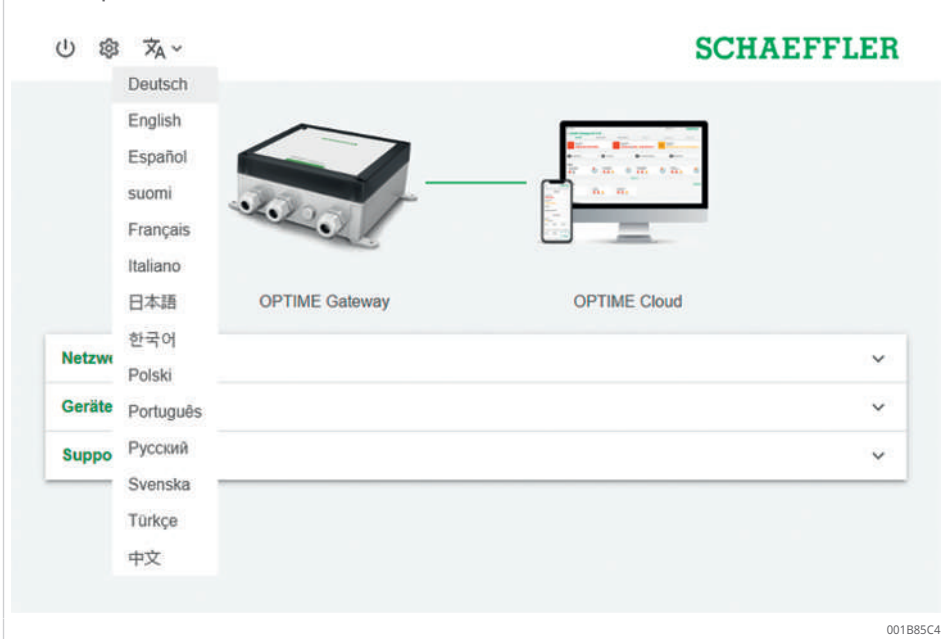 SCHAEFFLER
Deutsch
English
Español
suomi
Français
Italiano
日本語
한국어
Polski
Português
Русский
Svenska
Türkçe
中文
OPTIME Gateway
OPTIME Cloud
Netzwe
Geräte
Suppo
001B85C4